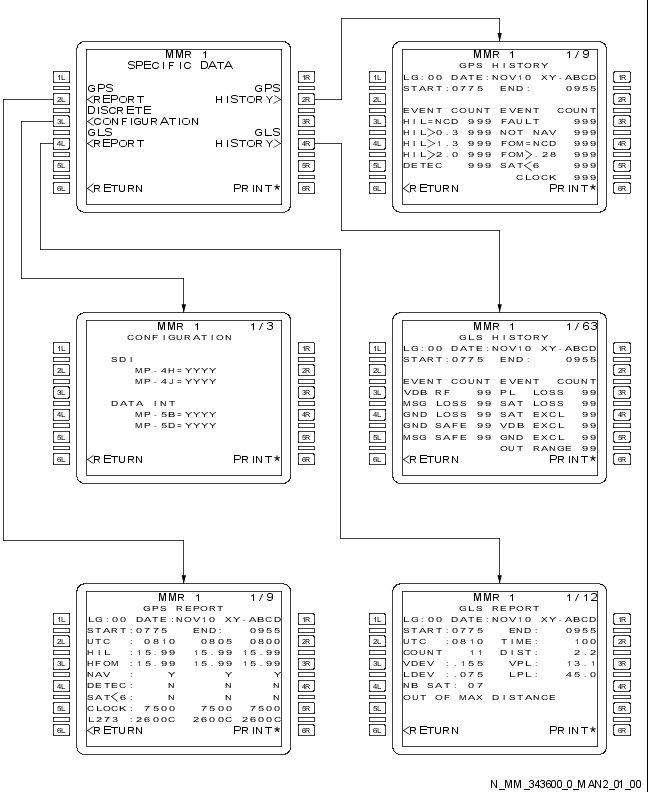 MMR 1
SPECIFIC DATA
1L 1R
GPS GPS
2L <REPORT HISTORY> 2R
DISCRETE
3L <CONFIGURATION 3R
GLS GLS
4L <REPORT HISTORY> 4R
5L 5R
6L <RETURN PRINT* 6R
MMR 1 1/9
GPS HISTORY
1L LG:00 DATE:NOV10 XY-ABCD 1R
START:0775 END: 0955
2L 2R
EVENT COUNT EVENT COUNT
3L HIL=NCD 999 FAULT 999 3R
HIL>0.3 999 NOT NAV 999
4L HIL>1.3 999 FOM=NCD 999 4R
HIL>2.0 999 FOM>.28 999
5L DETEC 999 SAT<6 999 5R
CLOCK 999
6L <RETURN PRINT* 6R
MMR 1 1/3
CONFIGURATION
1L 1R
SDI
2L MP-4H=YYYY 2R
MP-4J=YYYY
3L 3R
DATA INT
4L MP-5B=YYYY 4R
MP-5D=YYYY
5L 5R
6L <RETURN PRINT* 6R
MMR 1 1/63
GLS HISTORY
1L LG:00 DATE:NOV10 XY-ABCD 1R
START:0775 END: 0955
2L 2R
EVENT COUNT EVENT COUNT
3L VDB RF 99 PL LOSS 99 3R
MSG LOSS 99 SAT LOSS 99
4L GND LOSS 99 SAT EXCL 99 4R
GND SAFE 99 VDB EXCL 99
5L MSG SAFE 99 GND EXCL 99 5R
OUT RANGE 99
6L <RETURN PRINT* 6R
MMR 1 1/9
GPS REPORT
1L LG:00 DATE:NOV10 XY-ABCD 1R
START:0775 END: 0955
2L UTC : 0810 0805 0800 2R
HIL :15.99 15.99 15.99
3L HFOM :15.99 15.99 15.99 3R
NAV : Y Y Y
4L DETEC: N N N 4R
SAT<6: N N N
5L CLOCK: 7500 7500 7500 5R
L273 :2600C 2600C 2600C
6L <RETURN PRINT* 6R
MMR 1 1/12
GLS REPORT
1L LG:00 DATE:NOV10 XY-ABCD 1R
START:0775 END: 0955
2L UTC :0810 TIME: 100 2R
COUNT 11 DIST: 2.2
3L VDEV :.155 VPL: 13.1 3R
LDEV :.075 LPL: 45.0
4L NB SAT: 07 4R
OUT OF MAX DISTANCE
5L 5R
6L <RETURN PRINT* 6R
N_MM_343600_0_MAN2_01_00